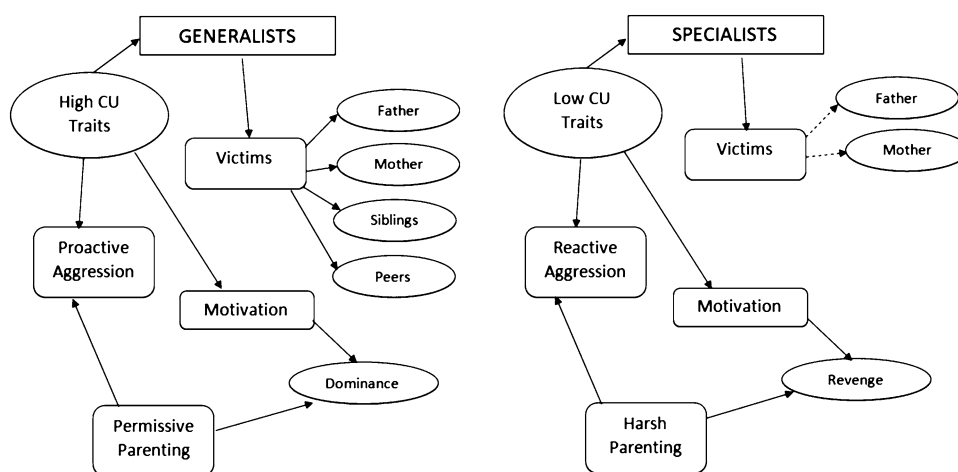 GENERALISTS
High CU
Traits
Victims
Father
Mother
Siblings
Peers
Proactive
Aggression
Motivation
Dominance
Permissive
Parenting
SPECIALISTS
Low CU
Traits
Victims
Father
Mother
Reactive
Aggression
Motivation
Revenge
Harsh
Parenting